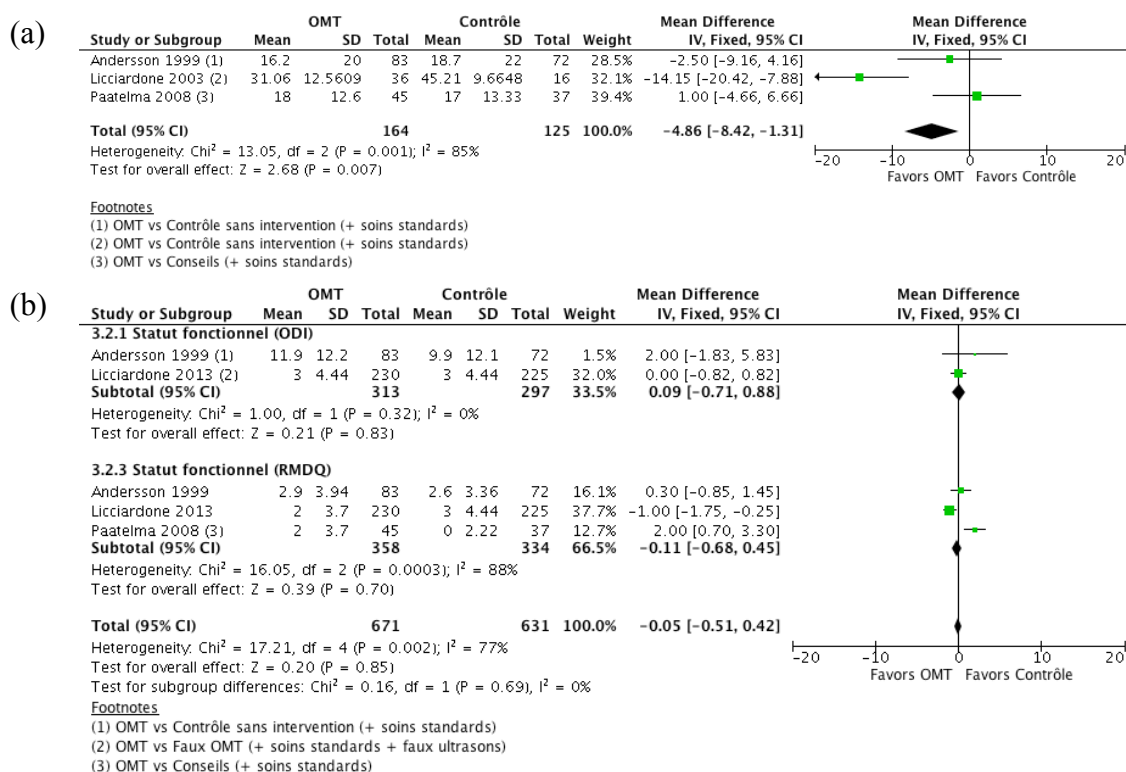 (a)
OMT Contrôle Mean Difference Mean Difference
Study or Subgroup Mean SD Total Mean SD Total Weight IV, Fixed, 95% CI IV, Fixed, 95% CI
Andersson 1999 (1) 16.2 20 83 18.7 22 72 28.5% -2.50 [-9.16, 4.16]
Licciardone 2003 (2) 31.06 12.5609 36 45.21 9.6648 16 32.1% -14.15 [-20.42, -7.88]
Paatelma 2008 (3) 18 12.6 45 17 13.33 37 39.4% 1.00 [-4.66, 6.66]
Total (95% CI) 164 125 100.0% -4.86 [-8.42, -1.31]
Heterogeneity: Chi² = 13.05, df = 2 (P = 0.001); I² = 85%
Test for overall effect: Z = 2.68 (P = 0.007)
-20 -10 0 10 20
Favors OMT Favors Contrôle
Footnotes
(1) OMT vs Contrôle sans intervention (+ soins standards)
(2) OMT vs Contrôle sans intervention (+ soins standards)
(3) OMT vs Conseils (+ soins standards)
(b)
OMT Contrôle Mean Difference Mean Difference
Study or Subgroup Mean SD Total Mean SD Total Weight IV, Fixed, 95% CI IV, Fixed, 95% CI
3.2.1 Statut fonctionnel (ODI)
Andersson 1999 (1) 11.9 12.2 83 9.9 12.1 72 1.5% 2.00 [-1.83, 5.83]
Licciardone 2013 (2) 3 4.44 230 3 4.44 225 32.0% 0.00 [-0.82, 0.82]
Subtotal (95% CI) 313 297 33.5% 0.09 [-0.71, 0.88]
Heterogeneity: Chi² = 1.00, df = 1 (P = 0.32); I² = 0%
Test for overall effect: Z = 0.21 (P = 0.83)
3.2.3 Statut fonctionnel (RMDQ)
Andersson 1999 2.9 3.94 83 2.6 3.36 72 16.1% 0.30 [-0.85, 1.45]
Licciardone 2013 2 3.7 230 3 4.44 225 37.7% -1.00 [-1.75, -0.25]
Paatelma 2008 (3) 2 3.7 45 0 2.22 37 12.7% 2.00 [0.70, 3.30]
Subtotal (95% CI) 358 334 66.5% -0.11 [-0.68, 0.45]
Heterogeneity: Chi² = 16.05, df = 2 (P = 0.0003); I² = 88%
Test for overall effect: Z = 0.39 (P = 0.70)
Total (95% CI) 671 631 100.0% -0.05 [-0.51, 0.42]
Heterogeneity: Chi² = 17.21, df = 4 (P = 0.002); I² = 77%
Test for overall effect: Z = 0.20 (P = 0.85)
Test for subgroup differences: Chi² = 0.16, df = 1 (P = 0.69), I² = 0%
-20 -10 0 10 20
Favors OMT Favors Contrôle
Footnotes
(1) OMT vs Contrôle sans intervention (+ soins standards)
(2) OMT vs Faux OMT (+ soins standards + faux ultrasons)
(3) OMT vs Conseils (+ soins standards)